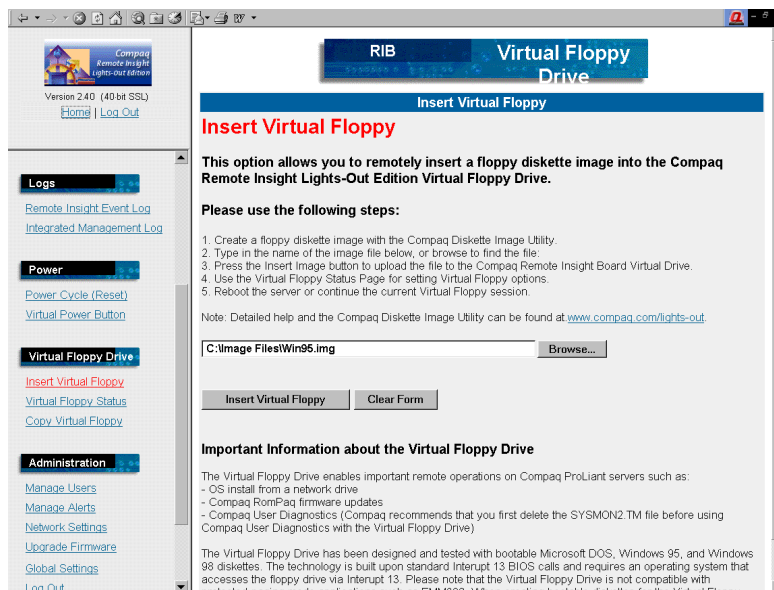 Compaq
Remote Insight
Lights-Out Edition
Version 2.40 (40-bit SSL)
Home | Log Out
Logs
Remote Insight Event Log
Integrated Management Log
Power
Power Cycle (Reset)
Virtual Power Button
Virtual Floppy Drive
Insert Virtual Floppy
Virtual Floppy Status
Copy Virtual Floppy
Administration
Manage Users
Manage Alerts
Network Settings
Upgrade Firmware
Global Settings
Log Out
RIB
Virtual Floppy
Drive
Insert Virtual Floppy
Insert Virtual Floppy
This option allows you to remotely insert a floppy diskette image into the Compaq
Remote Insight Lights-Out Edition Virtual Floppy Drive.
Please use the following steps:
1. Create a floppy diskette image with the Compaq Diskette Image Utility.
2. Type in the name of the image file below, or browse to find the file:
3. Press the Insert Image button to upload the file to the Compaq Remote Insight Board Virtual Drive.
4. Use the Virtual Floppy Status Page for setting Virtual Floppy options.
5. Reboot the server or continue the current Virtual Floppy session.
Note: Detailed help and the Compaq Diskette Image Utility can be found at www.compaq.com/lights-out.
C:\Image Files\Win95.img
Browse...
Insert Virtual Floppy
Clear Form
Important Information about the Virtual Floppy Drive
The Virtual Floppy Drive enables important remote operations on Compaq ProLiant servers such as:
- OS install from a network drive
- Compaq RomPaq firmware updates
- Compaq User Diagnostics (Compaq recommends that you first delete the SYSMON2.TM file before using
Compaq User Diagnostics with the Virtual Floppy Drive)
The Virtual Floppy Drive has been designed and tested with bootable Microsoft DOS, Windows 95, and Windows
98 diskettes. The technology is built upon standard Interupt 13 BIOS calls and requires an operating system that
accesses the floppy drive via Interupt 13. Please note that the Virtual Floppy Drive is not compatible with